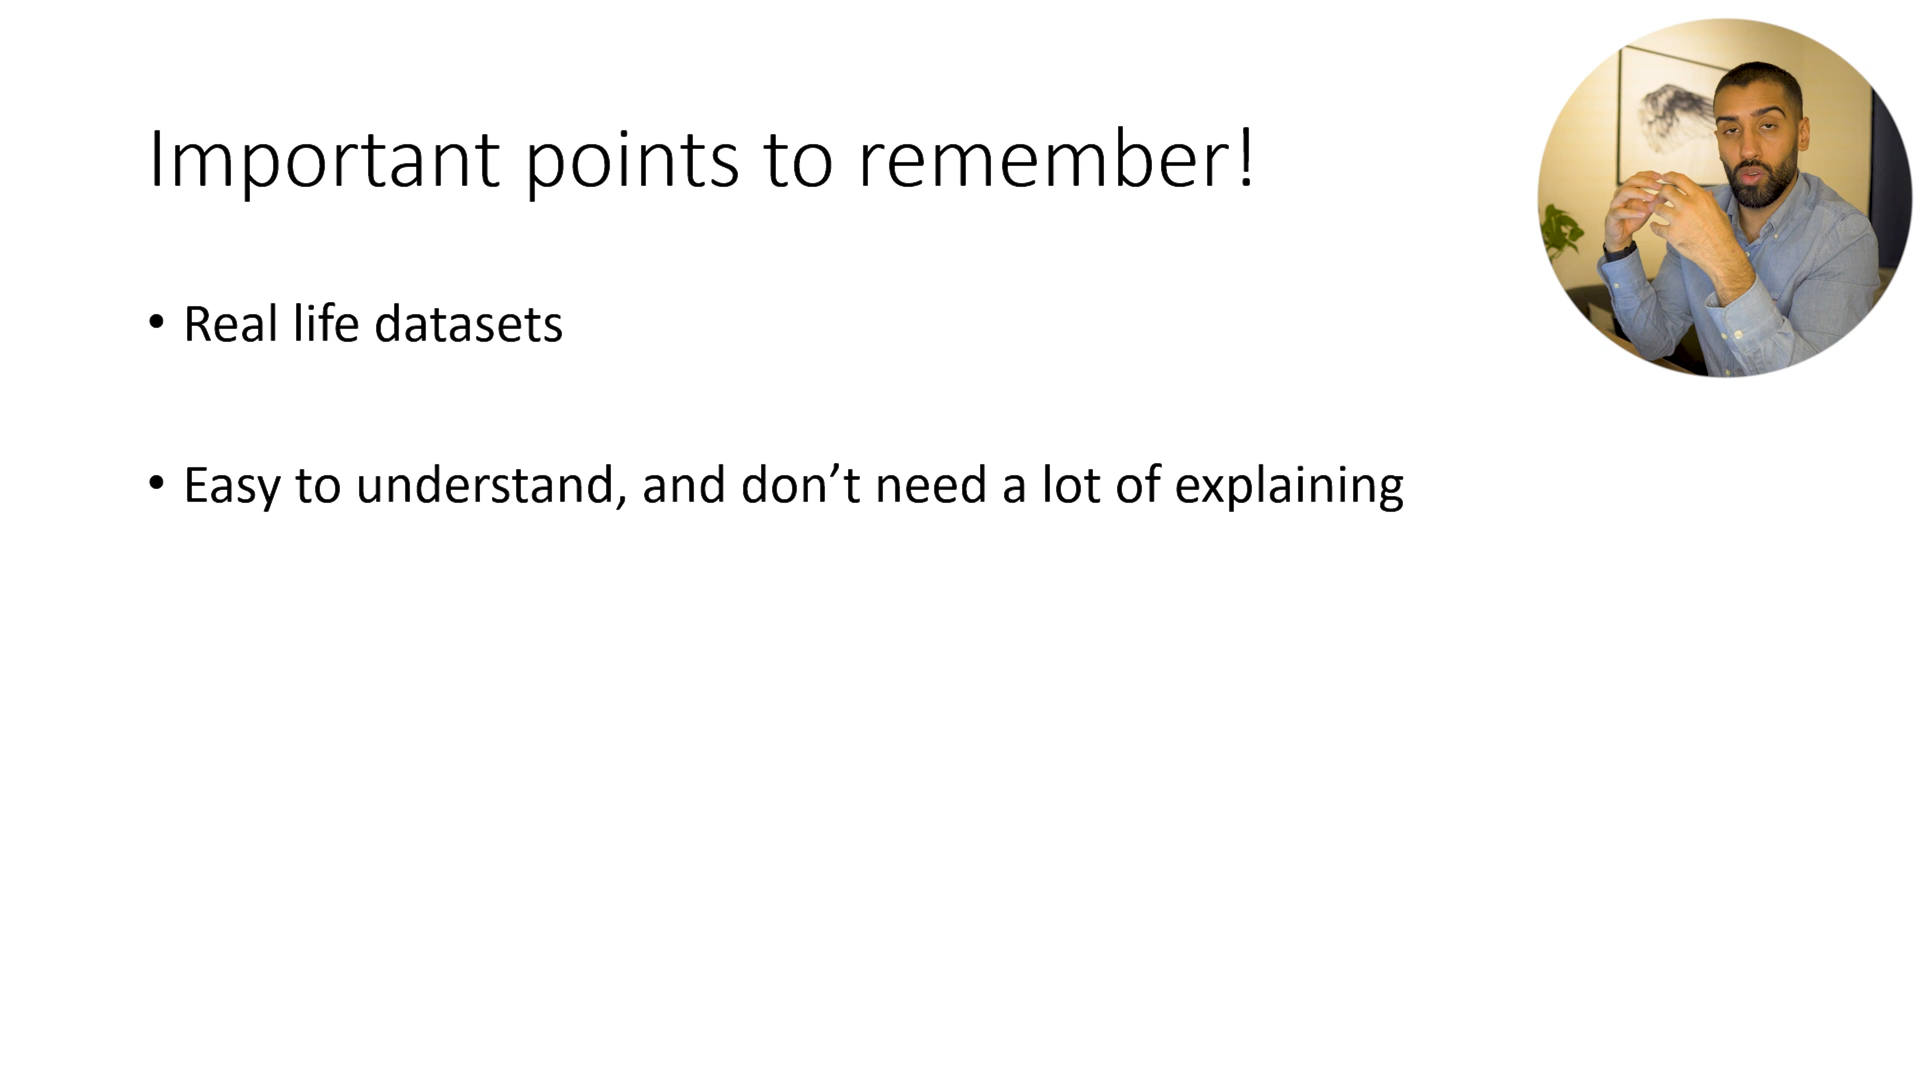 Important points to remember!
• Real life datasets
• Easy to understand, and don’t need a lot of explaining